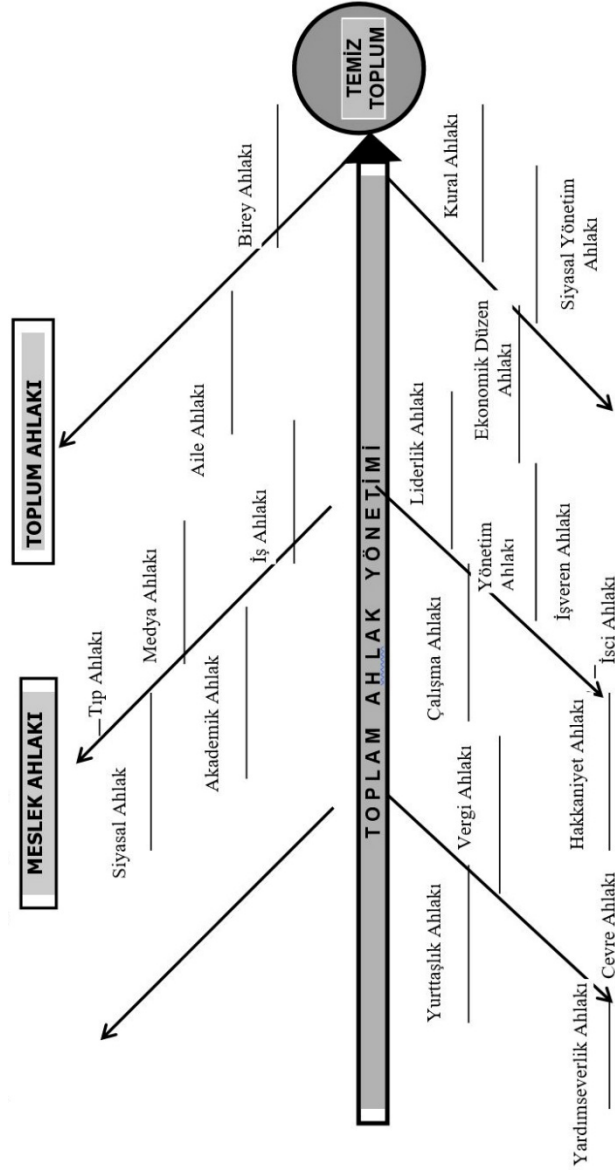 MESLEK AHLAKI
TOPLUM AHLAKI
Tıp Ahlakı
Siyasal Ahlak
Medya Ahlakı
Akademik Ahlak
İş Ahlakı
Aile Ahlakı
Birey Ahlakı
TOPLAM AHLAK YÖNETİMİ
TEMİZ
TOPLUM
Yurttaşlık Ahlakı
Vergi Ahlakı
Yardımseverlik Ahlakı
Cevre Ahlakı
Çalışma Ahlakı
Liderlik Ahlakı
Yönetim
Ahlakı
İşveren Ahlakı
Hakkaniyet Ahlakı
İsci Ahlakı
Kural Ahlakı
Ekonomik Düzen
Ahlakı
Siyasal Yönetim
Ahlakı